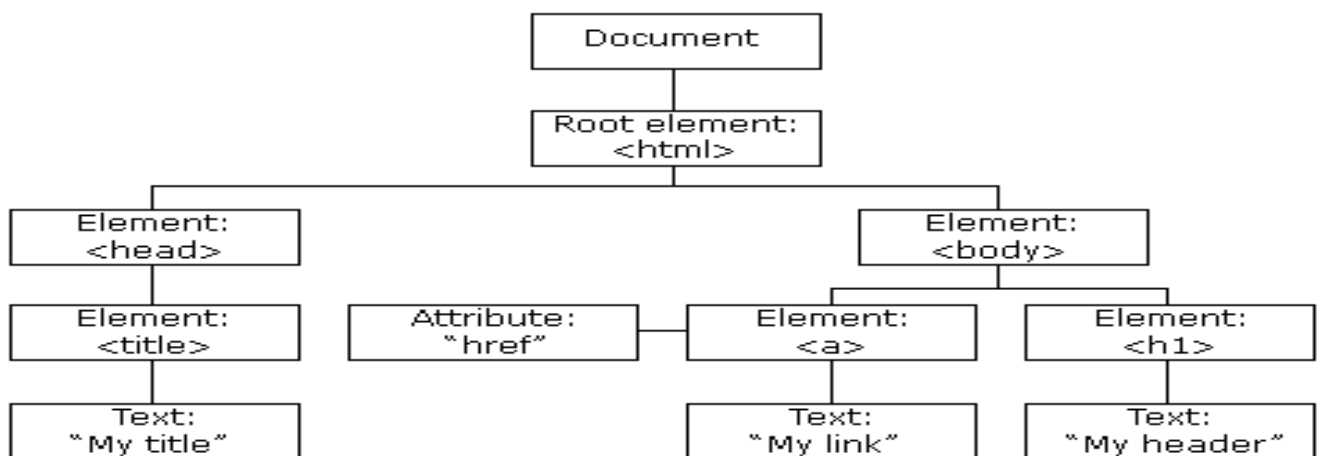 Document
Root element:
<html>
Element:
<head>
Element:
<body>
Element:
<title>
Attribute:
“href”
Element:
<a>
Element:
<h1>
Text:
“My title”
Text:
“My link”
Text:
“My header”